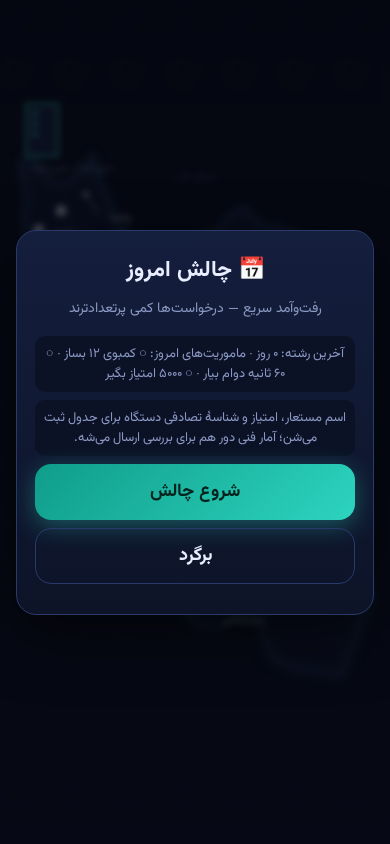 📅 چالش امروز
رفت‌وآمد سریع — درخواست‌ها کمی پرتعدادترند
آخرین رشته: ۰ روز · ماموریت‌های امروز: ○ کمبوی ۱۲ بساز · ○
۶۰ ثانیه دوام بیار · ○ ۵۰۰۰ امتیاز بگیر
اسم مستعار، امتیاز و شناسهٔ تصادفی دستگاه برای جدول ثبت
می‌شن؛ آمار فنی دور هم برای بررسی ارسال می‌شه.
شروع چالش
برگرد